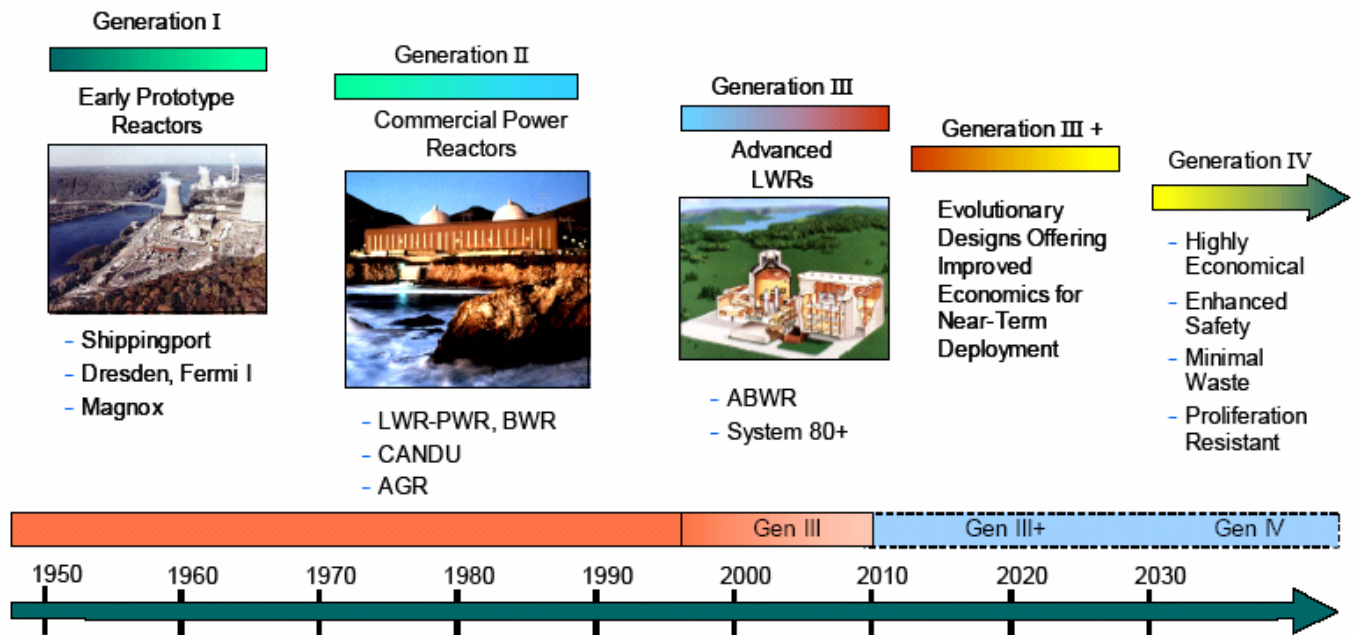 Generation I
Early Prototype
Reactors
- Shippingport
- Dresden, Fermi I
- Magnox
Generation II
Commercial Power
Reactors
- LWR-PWR, BWR
- CANDU
- AGR
Generation III
Advanced
LWRs
- ABWR
- System 80+
Generation III +
Evolutionary
Designs Offering
Improved
Economics for
Near-Term
Deployment
Generation IV
- Highly
Economical
- Enhanced
Safety
- Minimal
Waste
- Proliferation
Resistant
Gen III
Gen III+
Gen IV
1950 1960 1970 1980 1990 2000 2010 2020 2030